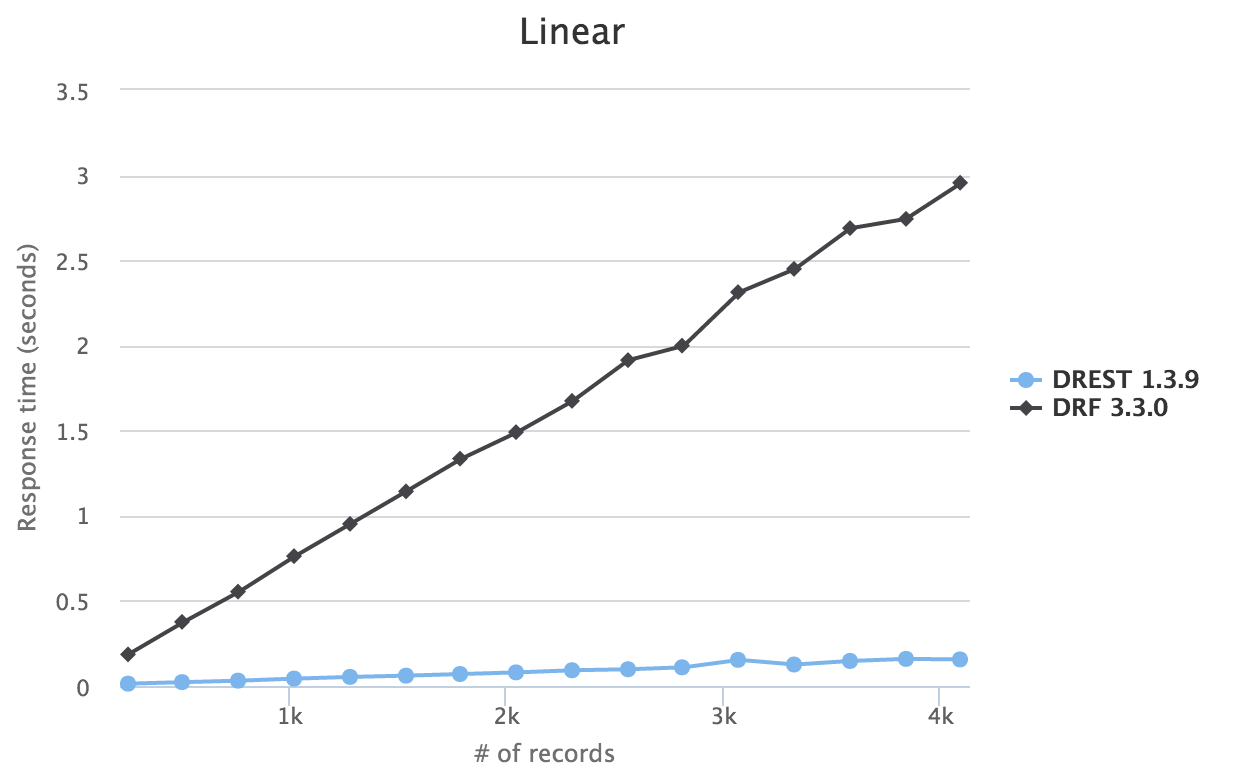 Linear
3.5
3
2.5
2
1.5
1
0.5
0
Response time (seconds)
1k
2k
3k
4k
# of records
DREST 1.3.9
DRF 3.3.0